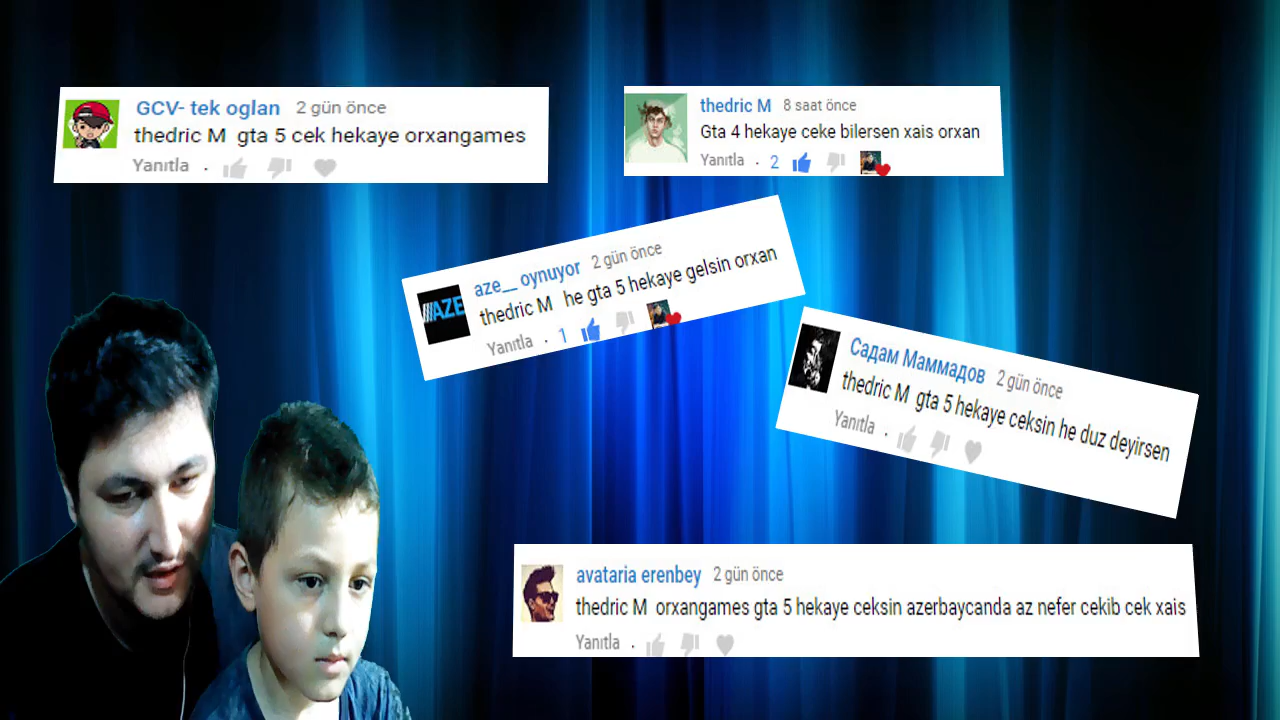 GCV- tek oglan 2 gün önce
thedric M gta 5 cek hekaye orxangames
Yanıtla .
thedric M 8 saat önce
Gta 4 hekaye ceke bilersen xais orxan
Yanıtla . 2
AZE
aze__ oynuyor 2 gün önce
thedric M he gta 5 hekaye gelsin orxan
Yanıtla . 1
Садам Маммадов 2 gün önce
thedric M gta 5 hekaye ceksin he duz deyirsen
Yanıtla .
avataria erenbey 2 gün önce
thedric M orxangames gta 5 hekaye ceksin azerbaycanda az nefer cekib cek xais
Yanıtla .